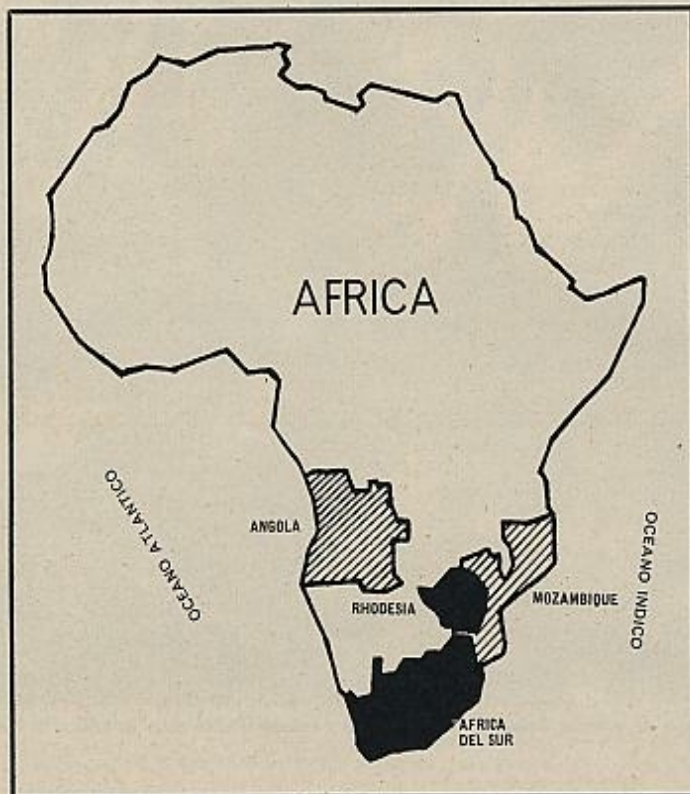 AFRICA
OCEANO ATLANTICO
ANGOLA
OCEANO INDICO
RHODESIA
MOZAMBIQUE
AFRICA
DEL SUR